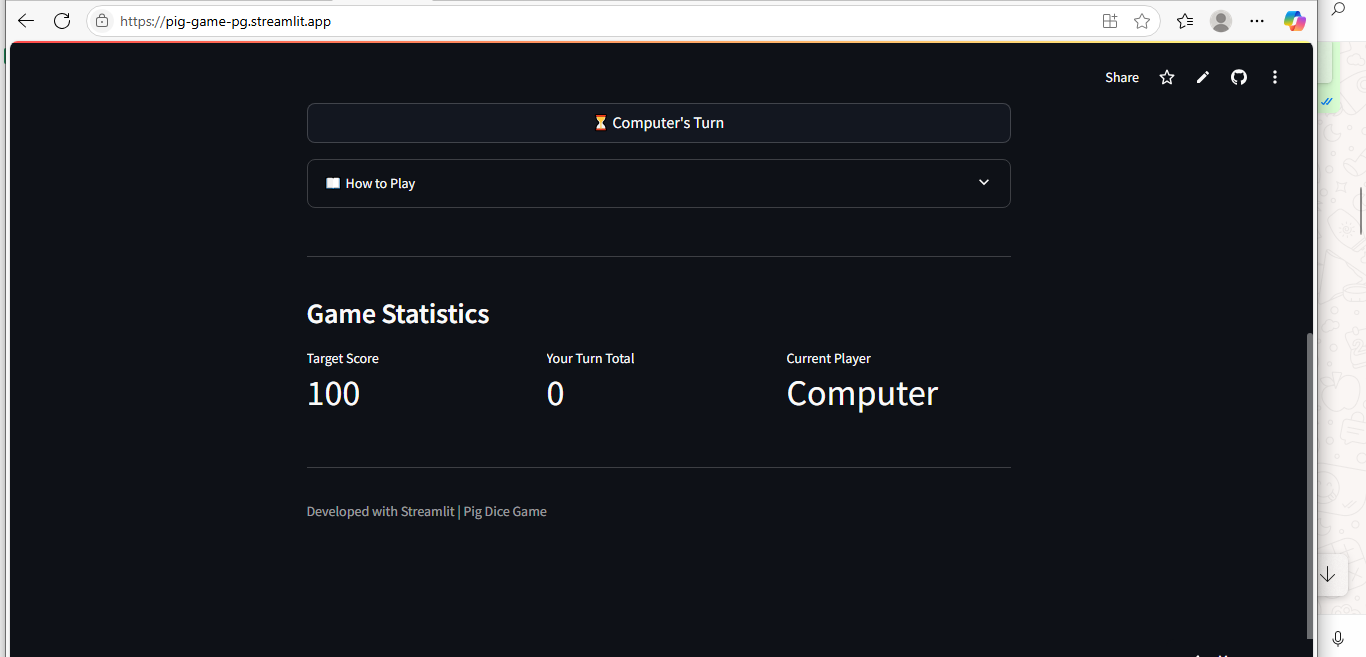 https://pig-game-pg.streamlit.app
Share
⏳ Computer's Turn
📖 How to Play
Game Statistics
Target Score
Your Turn Total
Current Player
100
0
Computer
Developed with Streamlit | Pig Dice Game